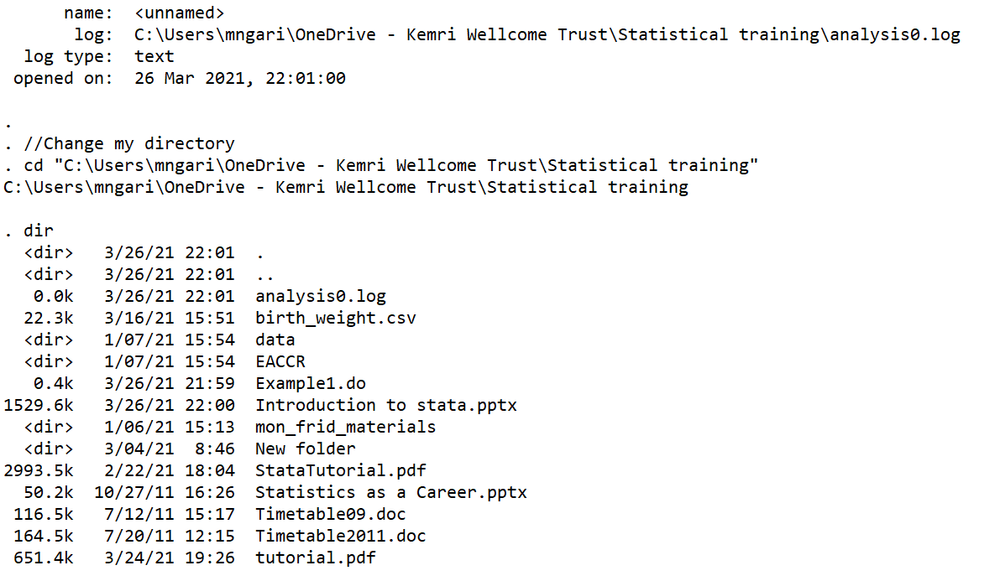 name:  <unnamed>
log:  C:\Users\mngari\OneDrive - Kemri Wellcome Trust\Statistical training\analysis0.log
log type:  text
opened on:  26 Mar 2021, 22:01:00
.
. //Change my directory
. cd "C:\Users\mngari\OneDrive - Kemri Wellcome Trust\Statistical training"
C:\Users\mngari\OneDrive - Kemri Wellcome Trust\Statistical training
. dir
<dir>   3/26/21 22:01  .
<dir>   3/26/21 22:01  ..
0.0k   3/26/21 22:01  analysis0.log
22.3k   3/16/21 15:51  birth_weight.csv
<dir>   1/07/21 15:54  data
<dir>   1/07/21 15:54  EACCR
0.4k   3/26/21 21:59  Example1.do
1529.6k   3/26/21 22:00  Introduction to stata.pptx
<dir>   1/06/21 15:13  mon_frid_materials
<dir>   3/04/21  8:46  New folder
2993.5k   2/22/21 18:04  StataTutorial.pdf
50.2k  10/27/11 16:26  Statistics as a Career.pptx
116.5k   7/12/11 15:17  Timetable09.doc
164.5k   7/20/11 12:15  Timetable2011.doc
651.4k   3/24/21 19:26  tutorial.pdf